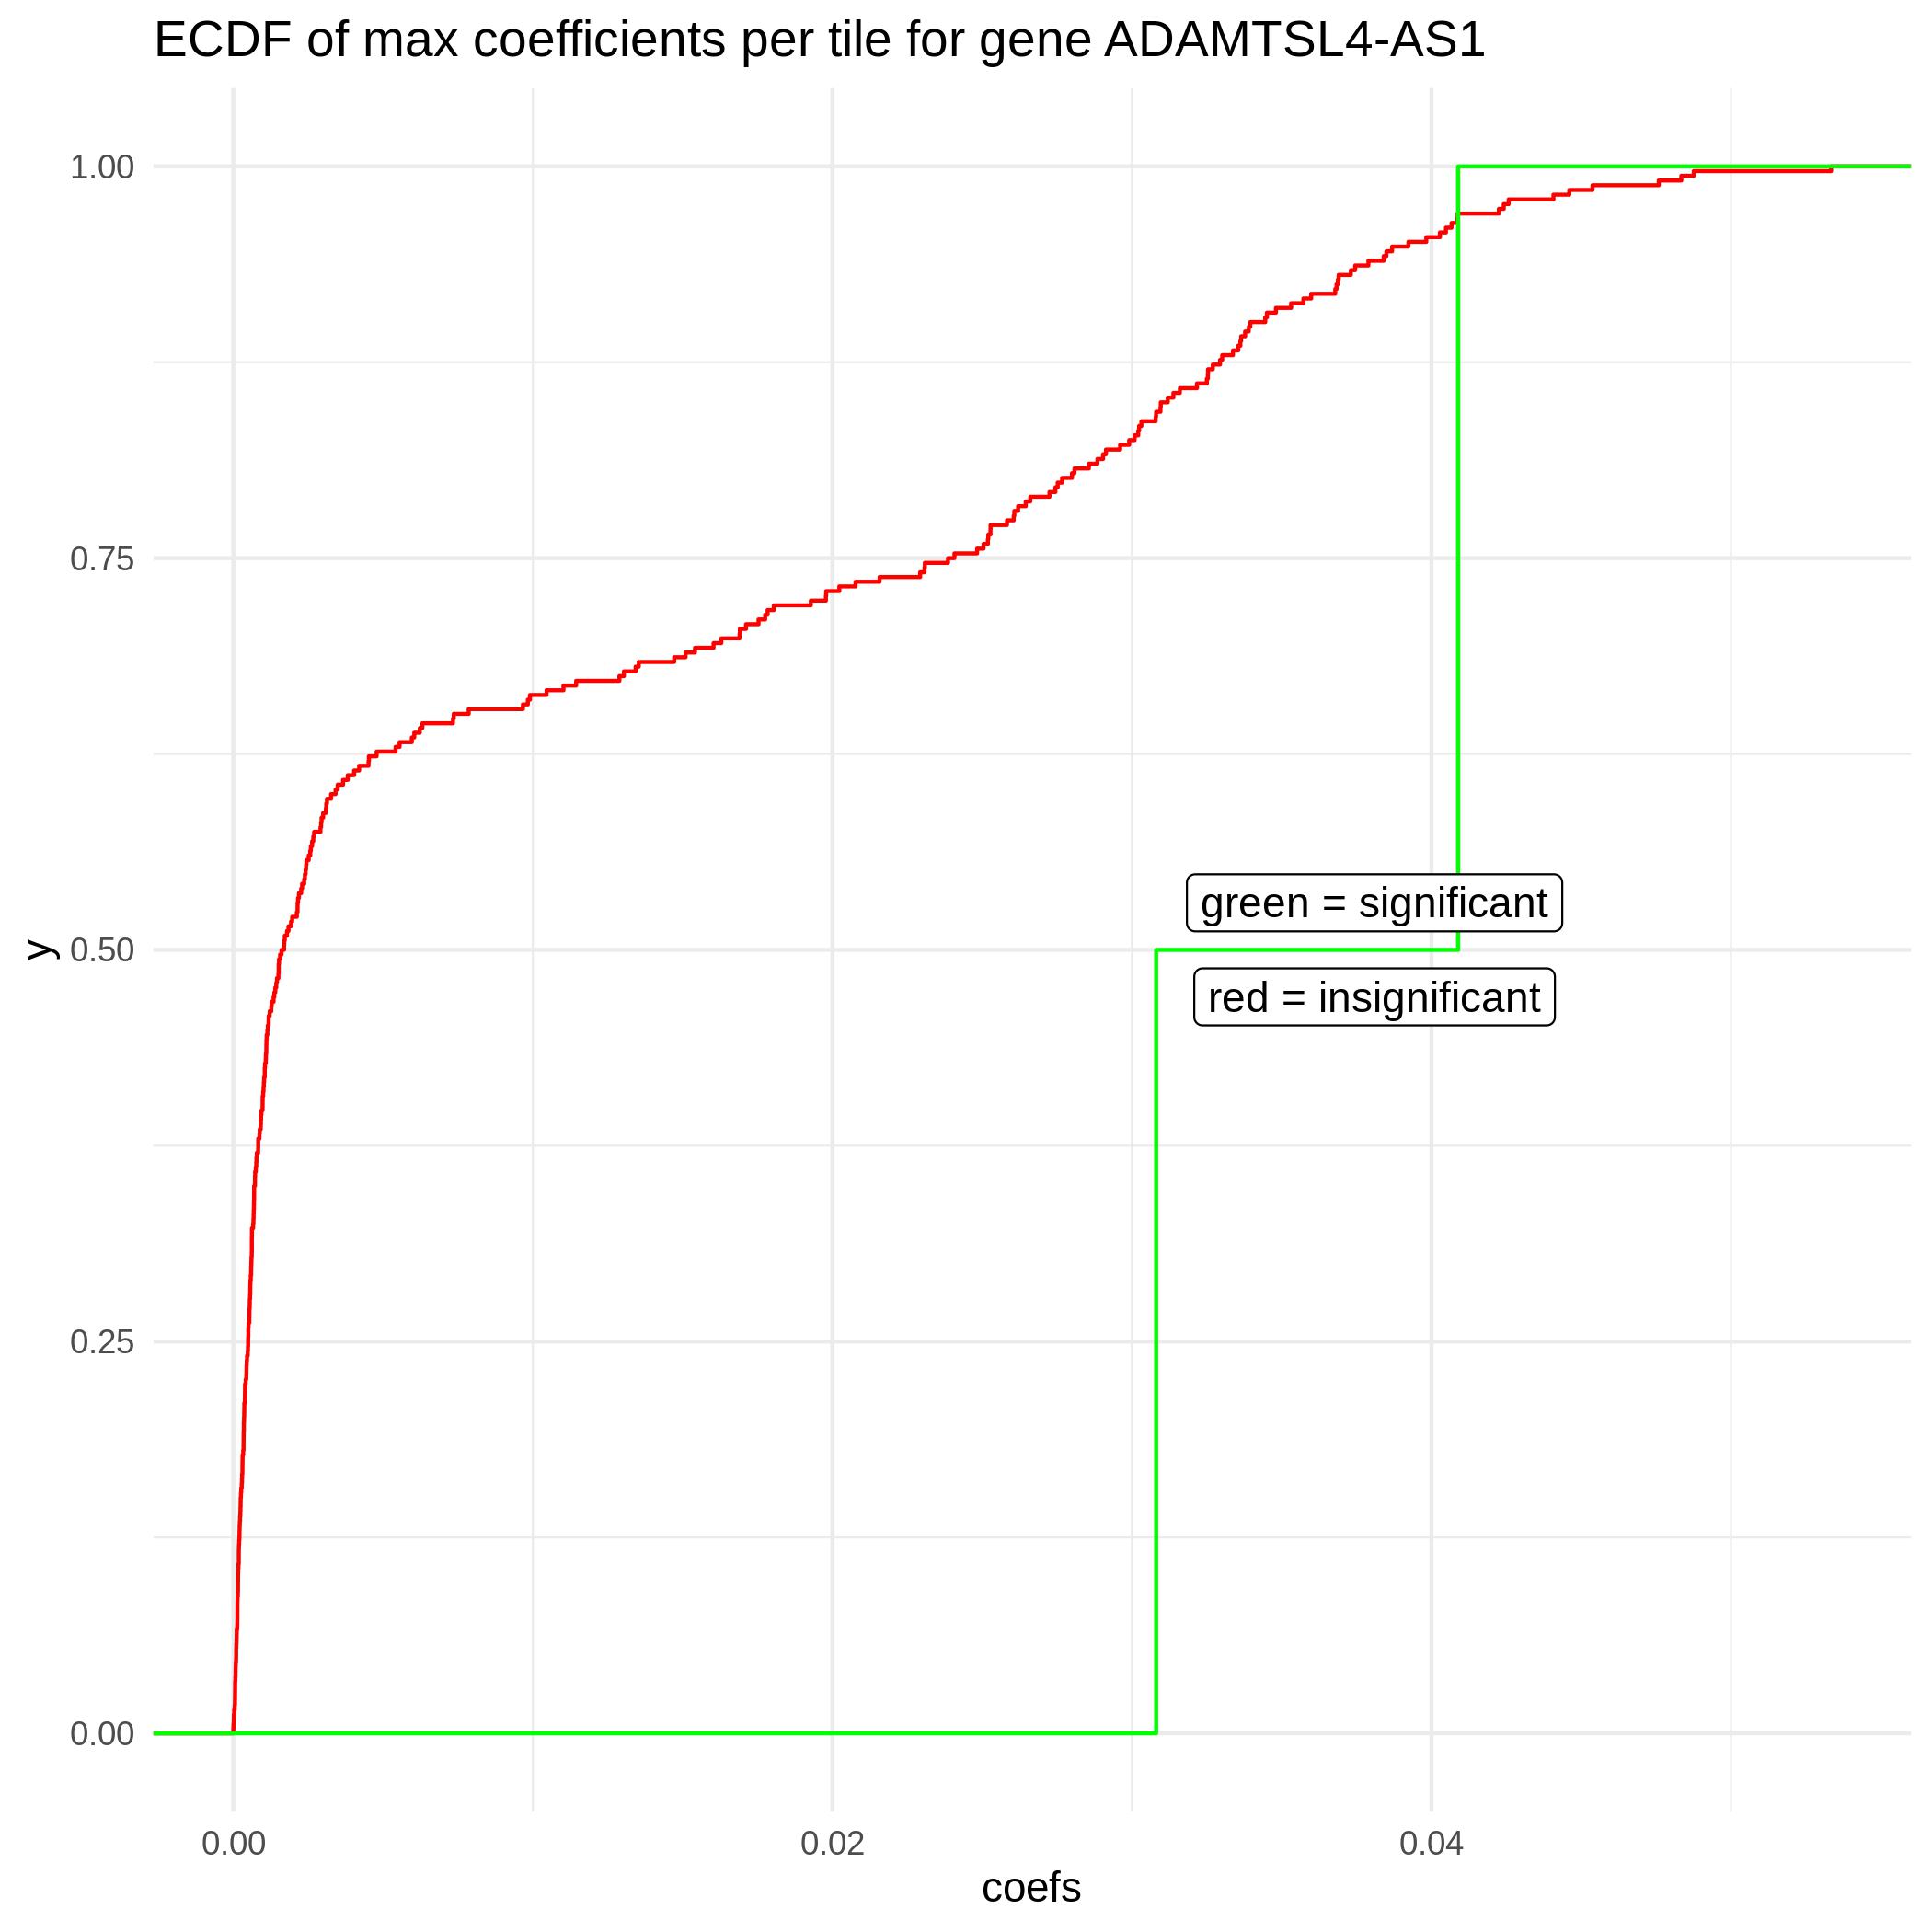 ECDF of max coefficients per tile for gene ADAMTSL4-AS1
1.00
0.75
0.50
0.25
0.00
y
green = significant
red = insignificant
0.00 0.02 0.04
coefs